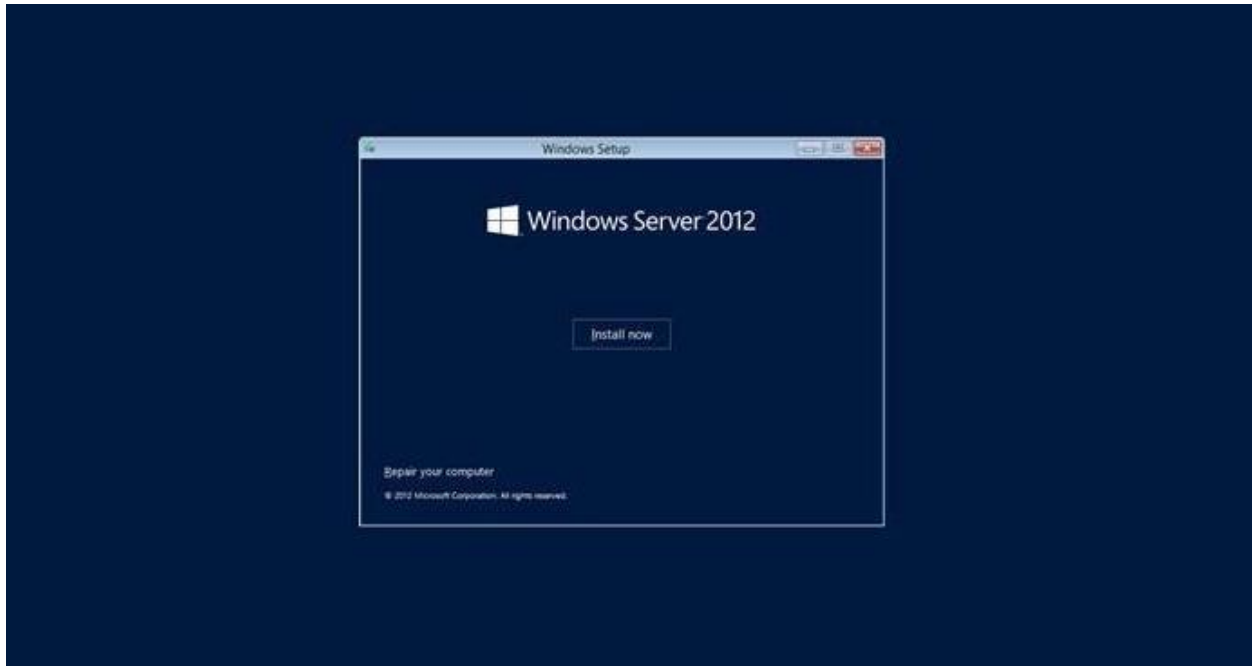 Windows Setup
Windows Server 2012
Install now
Repair your computer
© 2012 Microsoft Corporation. All rights reserved.